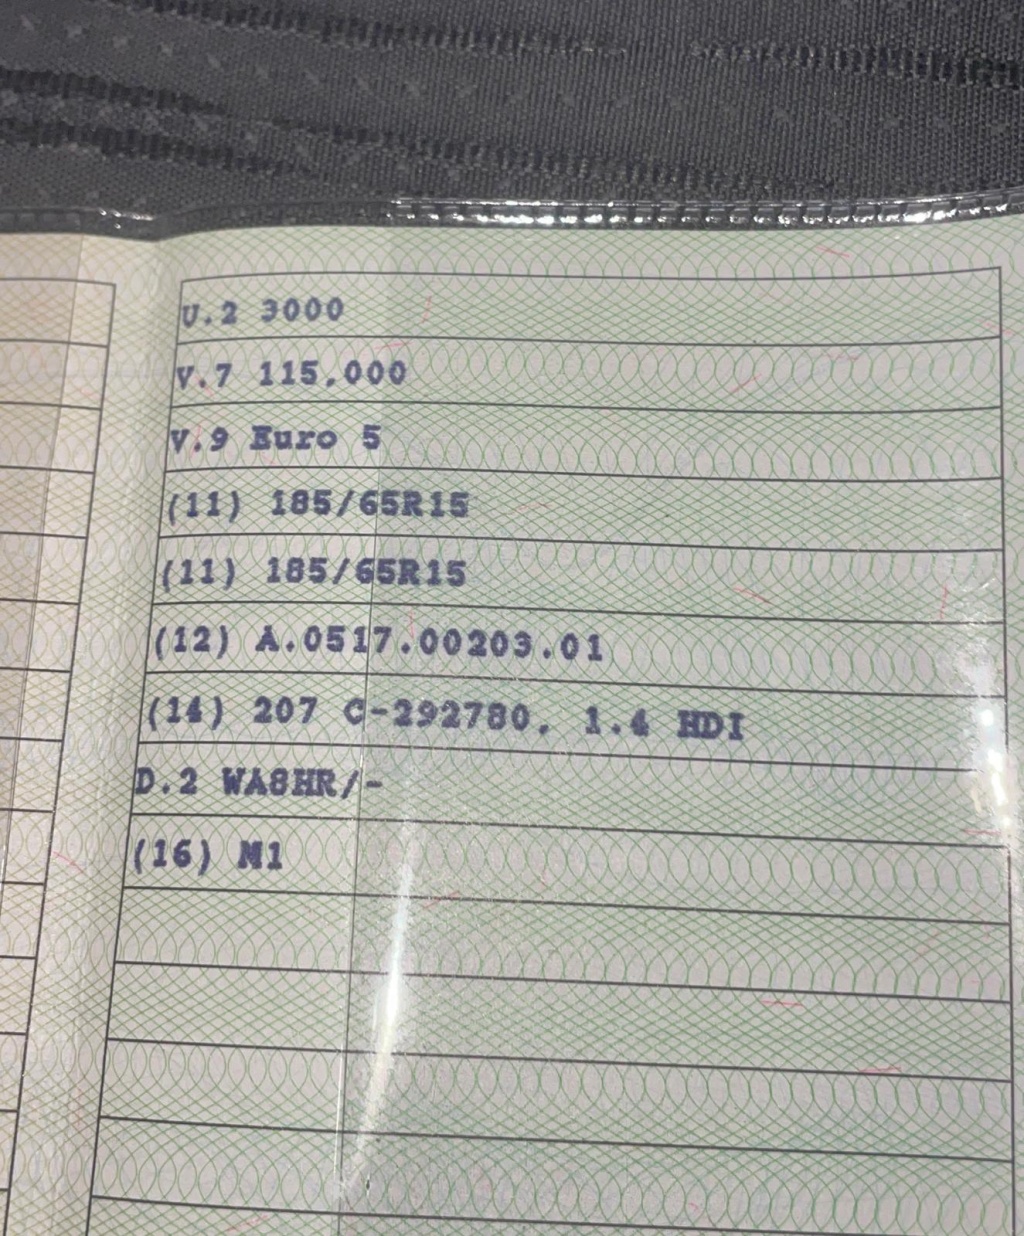 U.2 3000
V.7 115,000
V.9 Euro 5
(11) 185/65R15
(11) 185/65R15
(12) A.0517.00203.01
(14) 207 C-292780, 1.4 HDI
D.2 WA8HR/-
(16) M1